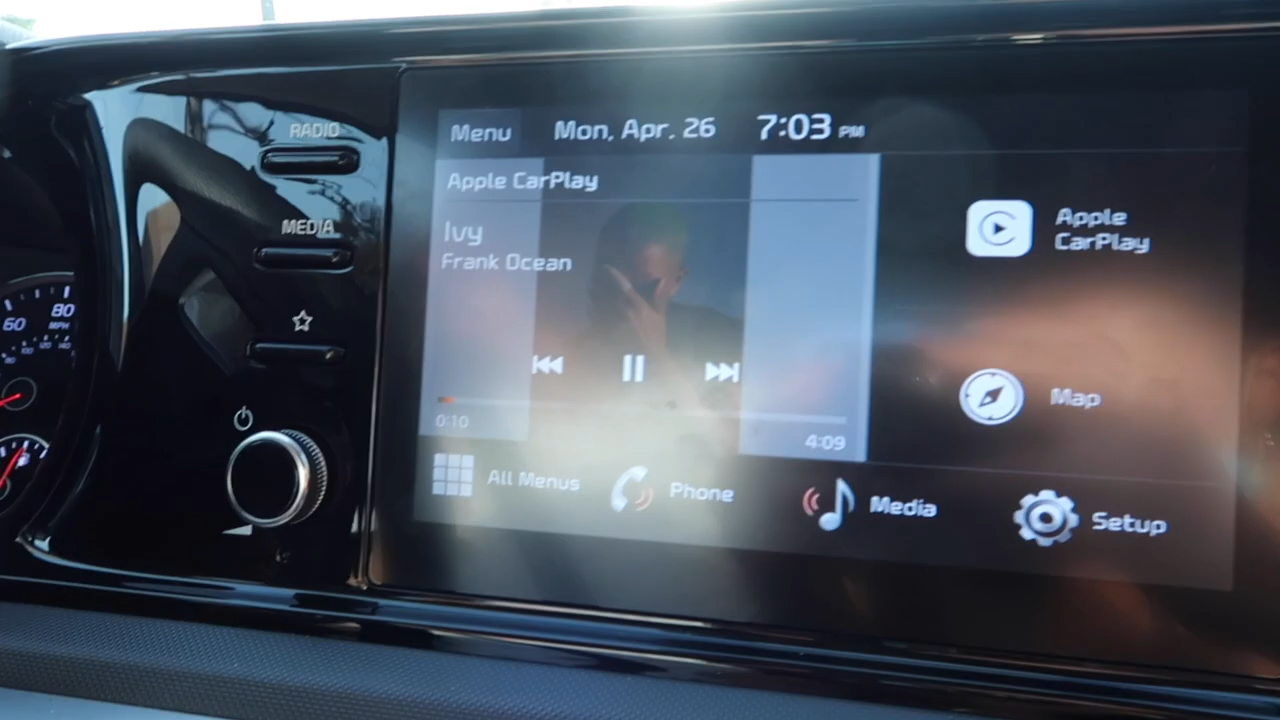 RADIO
MEDIA
80
60
MPH
Menu
Mon, Apr. 26
7:03 PM
Apple CarPlay
Ivy
Frank Ocean
0:10
4:09
Apple
CarPlay
Map
All Menus
Phone
Media
Setup